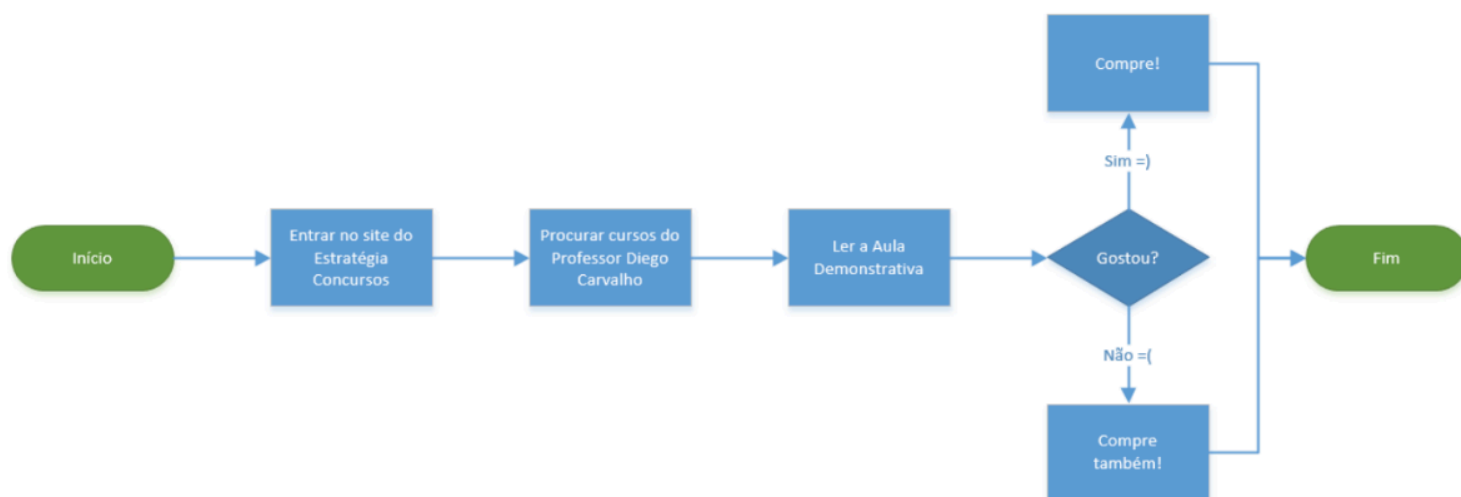 Início
Entrar no site do
Estratégia
Concursos
Procurar cursos do
Professor Diego
Carvalho
Ler a Aula
Demonstrativa
Gostou?
Sim =)
Compre!
Não =(
Compre
também!
Fim